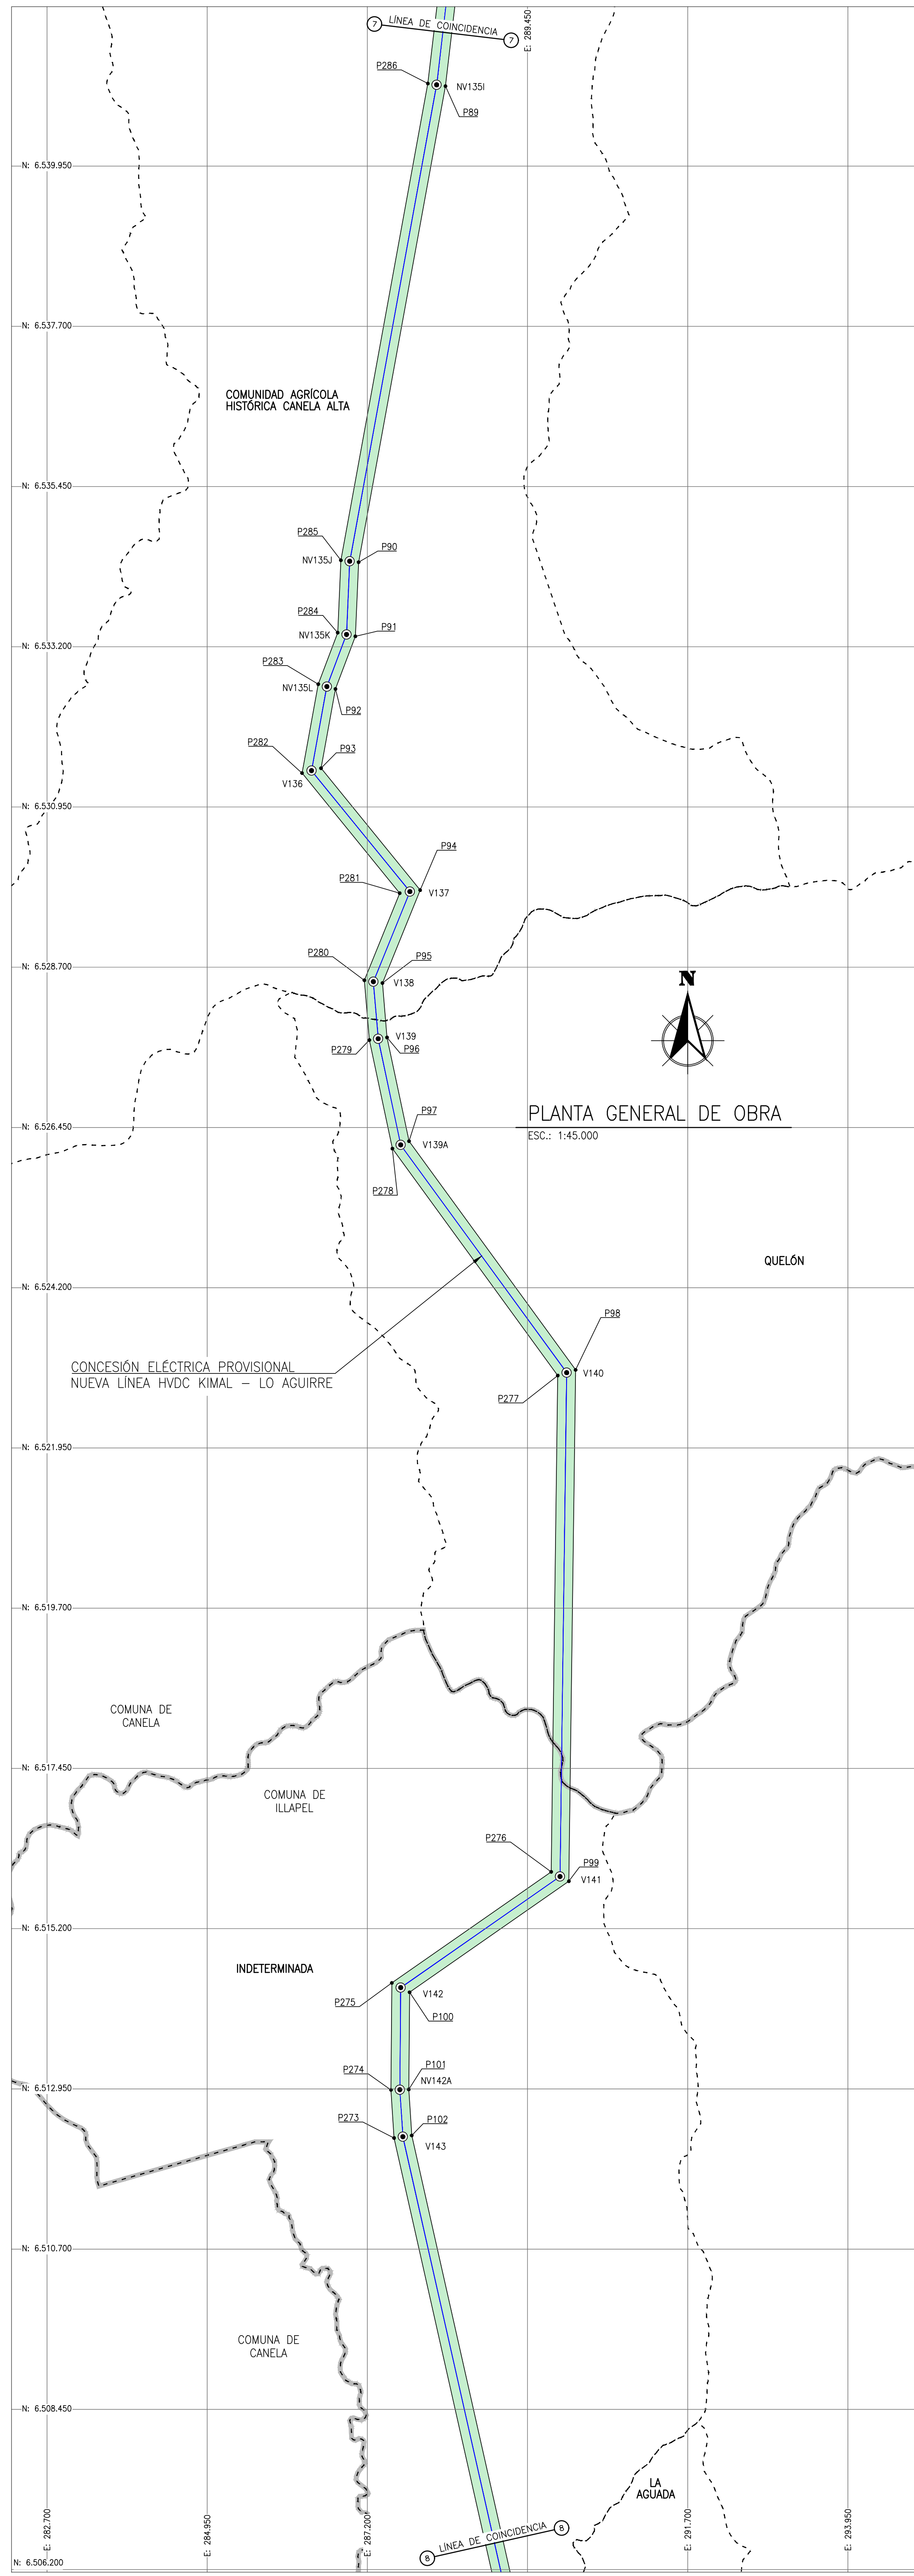 7 LÍNEA DE COINCIDENCIA 7
E: 289.450
P286
NV135I
P89
N: 6.539.950
N: 6.537.700
COMUNIDAD AGRÍCOLA
HISTÓRICA CANELA ALTA
N: 6.535.450
P285
P90
NV135J
P284
P91
NV135K
N: 6.533.200
P283
NV135L
P92
P282
P93
V136
N: 6.530.950
P94
P281
V137
N: 6.528.700
P280
P95
V138
N
V139
P279
P96
PLANTA GENERAL DE OBRA
ESC.: 1:45.000
N: 6.526.450
P97
V139A
P278
QUELÓN
N: 6.524.200
P98
CONCESIÓN ELÉCTRICA PROVISIONAL
NUEVA LÍNEA HVDC KIMAL – LO AGUIRRE
V140
P277
N: 6.521.950
N: 6.519.700
COMUNA DE
CANELA
N: 6.517.450
COMUNA DE
ILLAPEL
P276
P99
V141
N: 6.515.200
INDETERMINADA
P275
V142
P100
P274
P101
NV142A
N: 6.512.950
P273
P102
V143
N: 6.510.700
COMUNA DE
CANELA
N: 6.508.450
LA
AGUADA
8 LÍNEA DE COINCIDENCIA 8
E: 282.700
E: 284.950
E: 287.200
E: 291.700
E: 293.950
N: 6.506.200